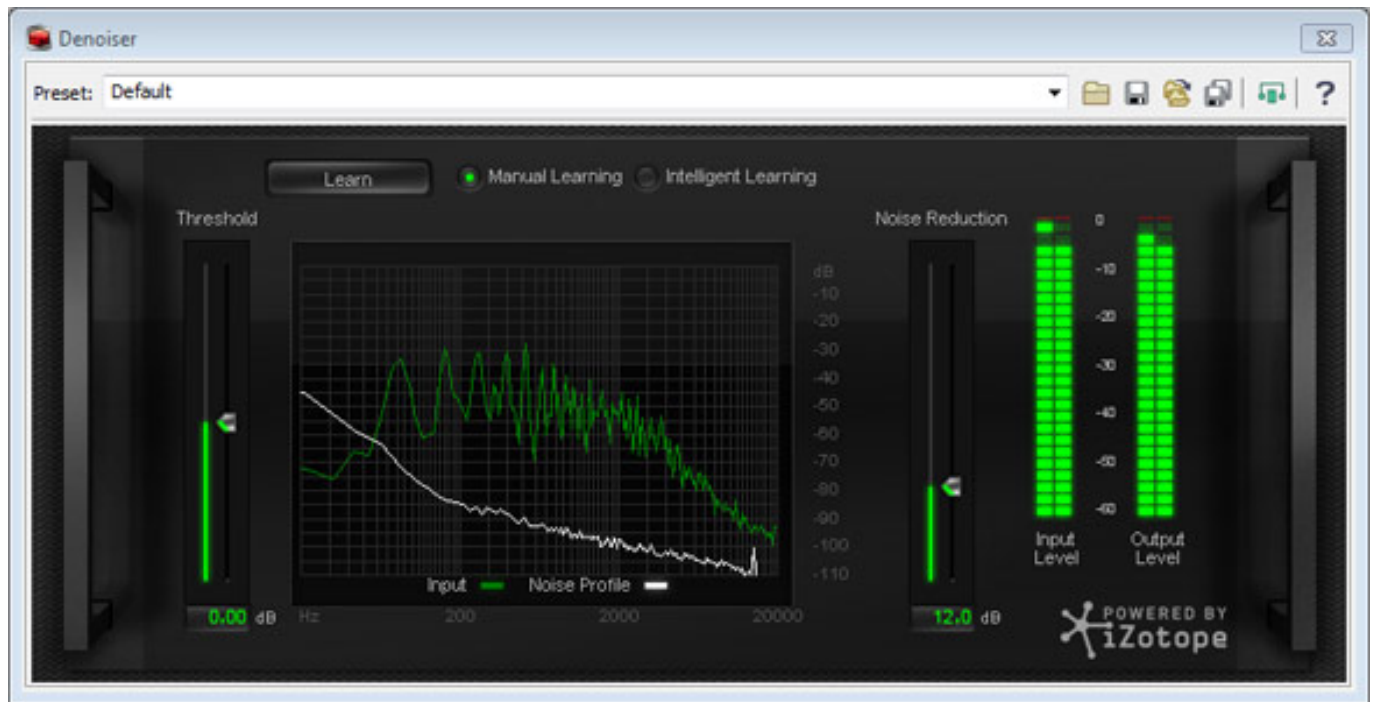 Denoiser
Preset: Default ?
Learn Manual Learning Intelligent Learning
Threshold
Noise Reduction
dB
-10
-20
-30
-40
-50
-60
-70
-80
-90
-100
-110
Input Noise Profile
Hz 200 2000 20000
0.00 dB
12.0 dB
0
-10
-20
-30
-40
-50
-60
Input Level
Output Level
POWERED BY
iZotope